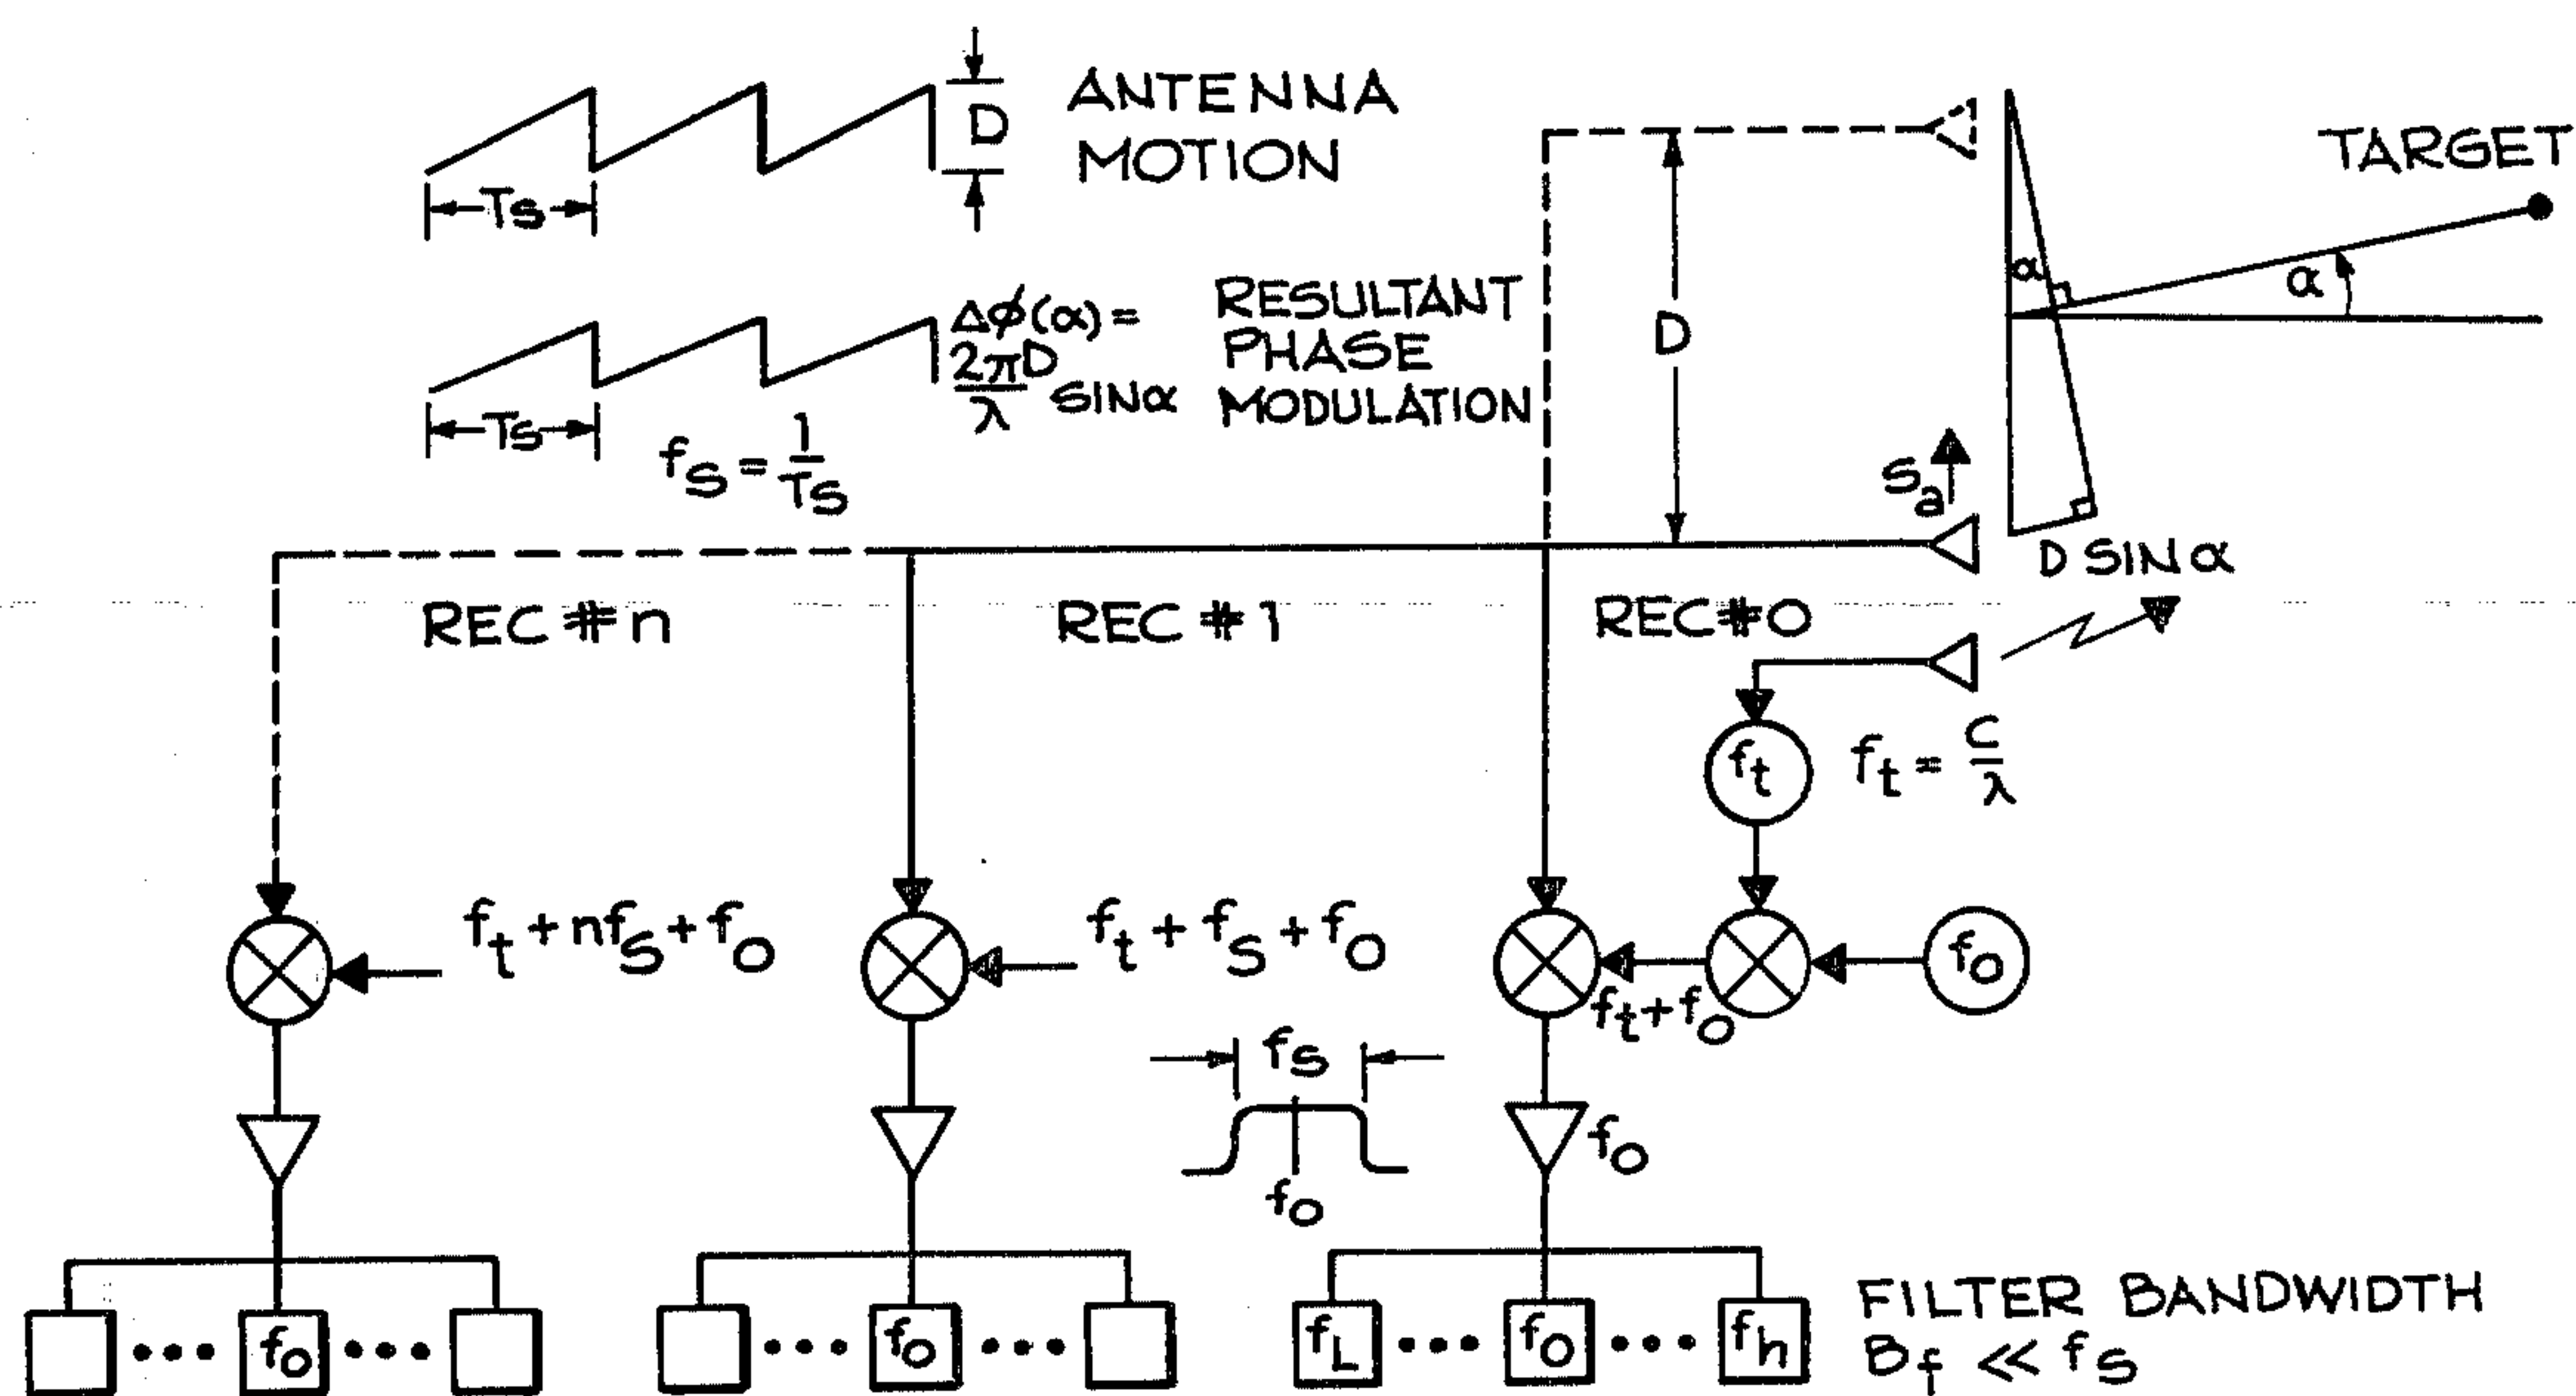 ANTENNA
MOTION
D
TS
TARGET
α
α
Δφ(α) =
2πD/λ SINα
RESULTANT
PHASE
MODULATION
TS
fS = 1/TS
D
Sa
D SIN α
REC #n
REC #1
REC#0
ft
ft = C/λ
ft + nfS + fO
ft + fS + fO
ft+fO
fO
fS
fO
fO
fO
fO
fL
fO
fh
FILTER BANDWIDTH
Bf << fS